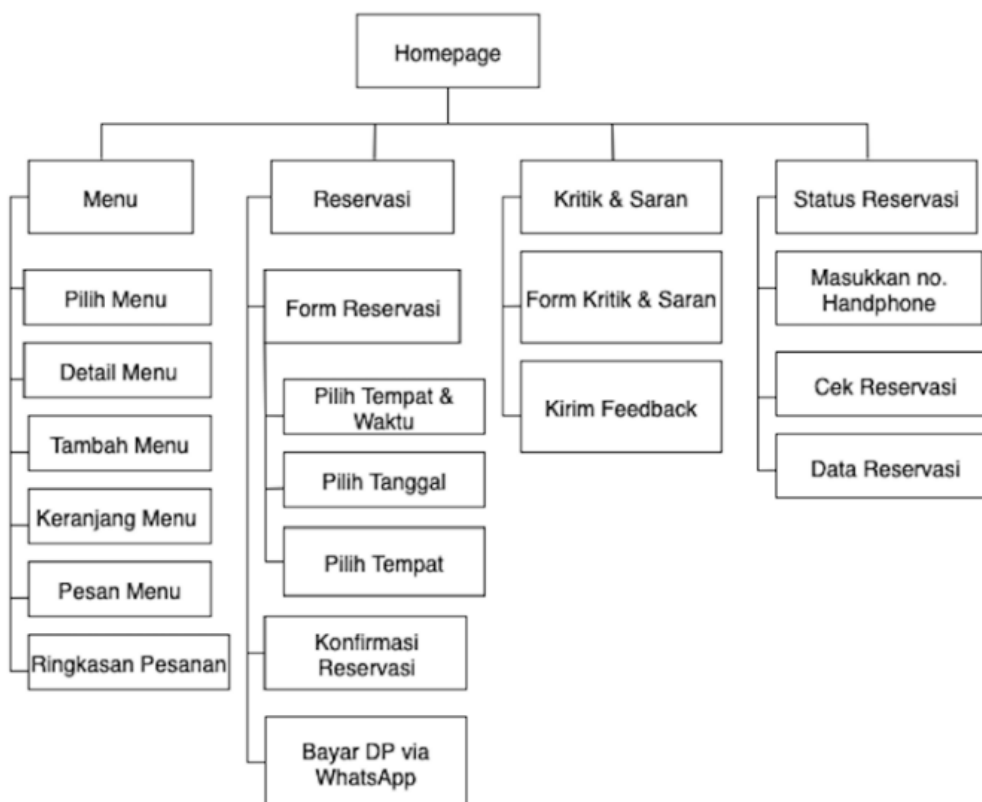 Homepage
Menu
Pilih Menu
Detail Menu
Tambah Menu
Keranjang Menu
Pesan Menu
Ringkasan Pesanan
Reservasi
Form Reservasi
Pilih Tempat &
Waktu
Pilih Tanggal
Pilih Tempat
Konfirmasi
Reservasi
Bayar DP via
WhatsApp
Kritik & Saran
Form Kritik & Saran
Kirim Feedback
Status Reservasi
Masukkan no.
Handphone
Cek Reservasi
Data Reservasi